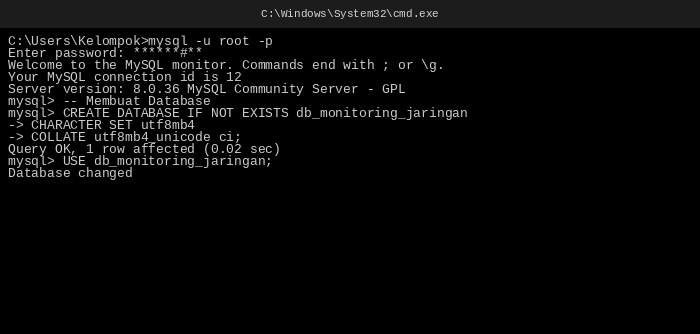 C:\Windows\System32\cmd.exe
C:\Users\Kelompok>mysql -u root -p
Enter password: ******#**
Welcome to the MySQL monitor. Commands end with ; or \g.
Your MySQL connection id is 12
Server version: 8.0.36 MySQL Community Server - GPL
mysql> -- Membuat Database
mysql> CREATE DATABASE IF NOT EXISTS db_monitoring_jaringan
-> CHARACTER SET utf8mb4
-> COLLATE utf8mb4_unicode ci;
Query OK, 1 row affected (0.02 sec)
mysql> USE db_monitoring_jaringan;
Database changed